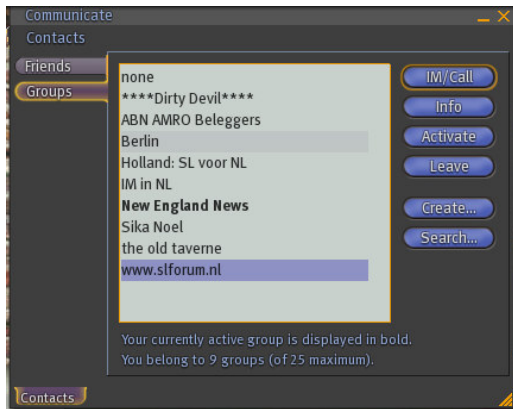 Communicate
Contacts
Friends
Groups
none
****Dirty Devil****
ABN AMRO Beleggers
Berlin
Holland: SL voor NL
IM in NL
New England News
Sika Noel
the old taverne
www.slforum.nl
IM/Call
Info
Activate
Leave
Create...
Search...
Your currently active group is displayed in bold.
You belong to 9 groups (of 25 maximum).
Contacts